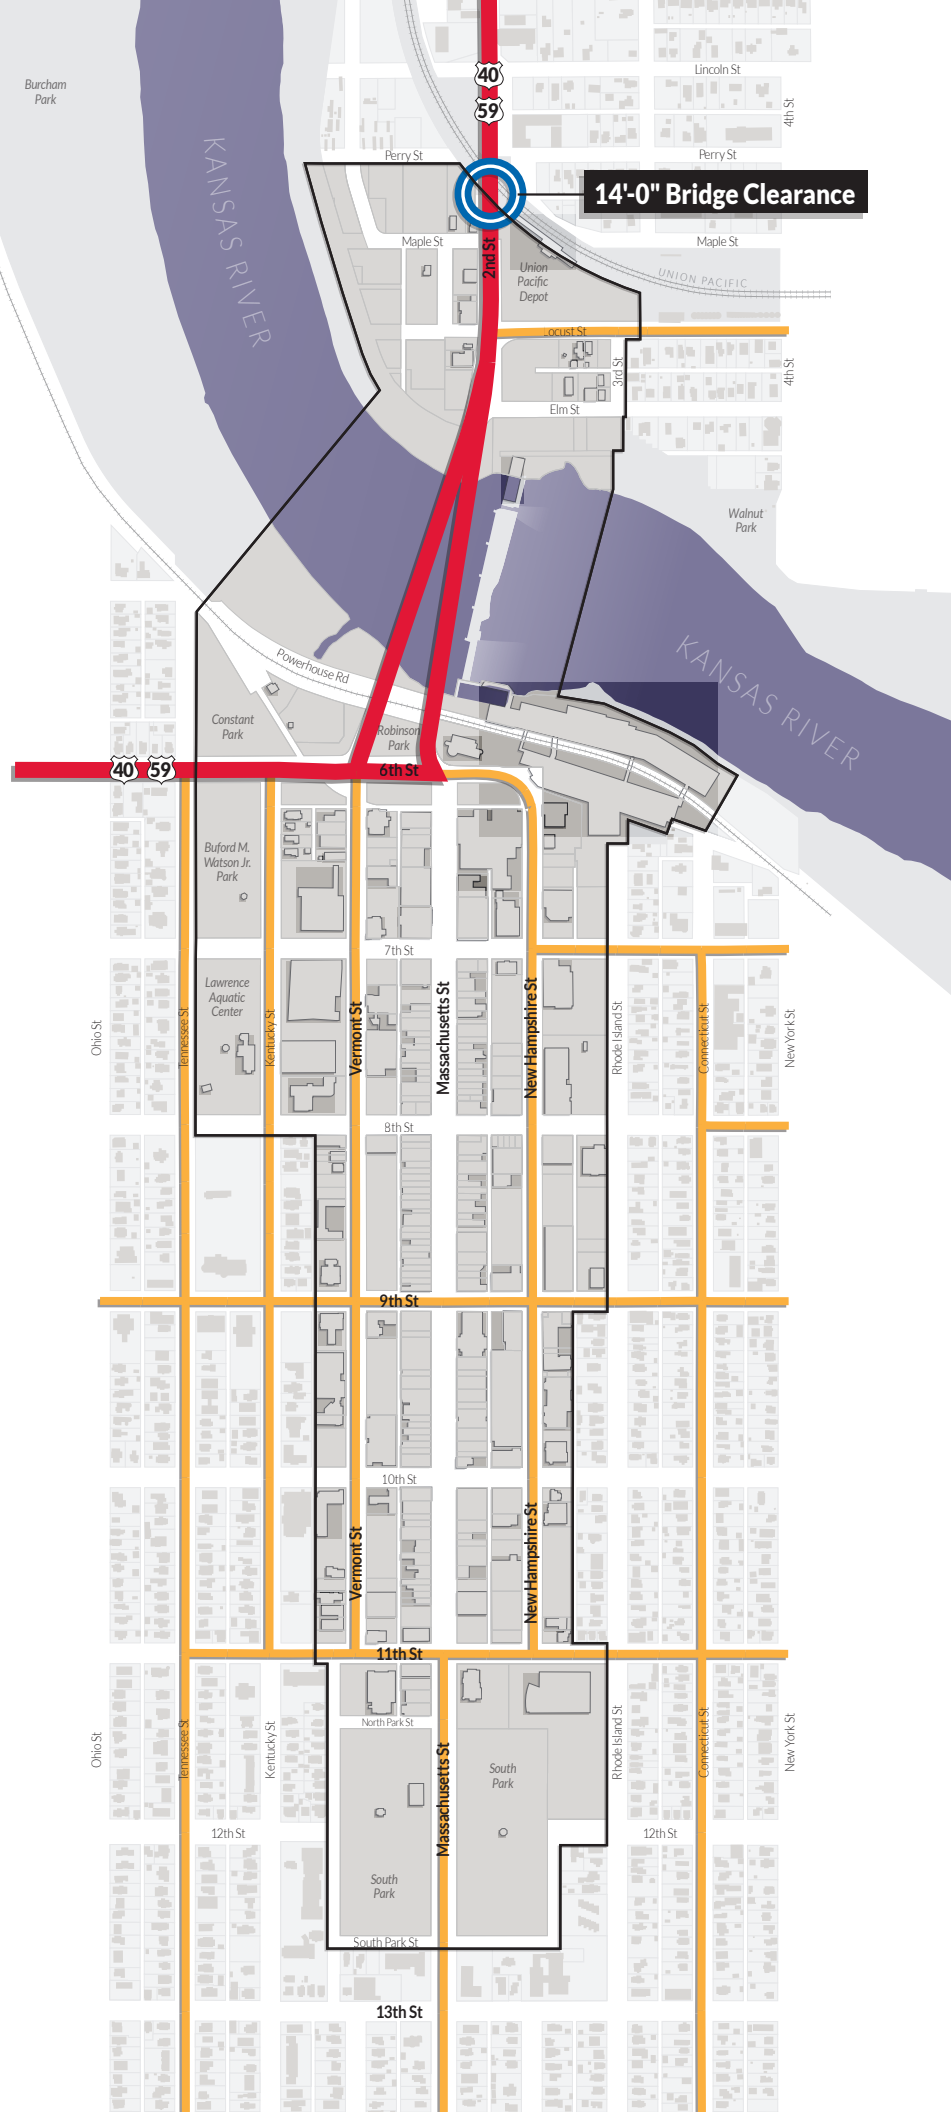 40
59
Lincoln St
4th St
Burcham
Park
Perry St
Perry St
KANSAS RIVER
14'-0" Bridge Clearance
Maple St
2nd St
Maple St
Union
Pacific
Depot
UNION PACIFIC
Locust St
3rd St
4th St
Elm St
Walnut
Park
KANSAS RIVER
Powerhouse Rd
Constant
Park
Robinson
Park
40
59
6th St
Buford M.
Watson Jr.
Park
7th St
Lawrence
Aquatic
Center
Ohio St
Tennessee St
Kentucky St
Vermont St
Massachusetts St
New Hampshire St
Rhode Island St
Connecticut St
New York St
8th St
9th St
10th St
Vermont St
New Hampshire St
11th St
North Park St
Ohio St
Tennessee St
Kentucky St
Massachusetts St
South
Park
Rhode Island St
Connecticut St
New York St
12th St
12th St
South
Park
South Park St
13th St